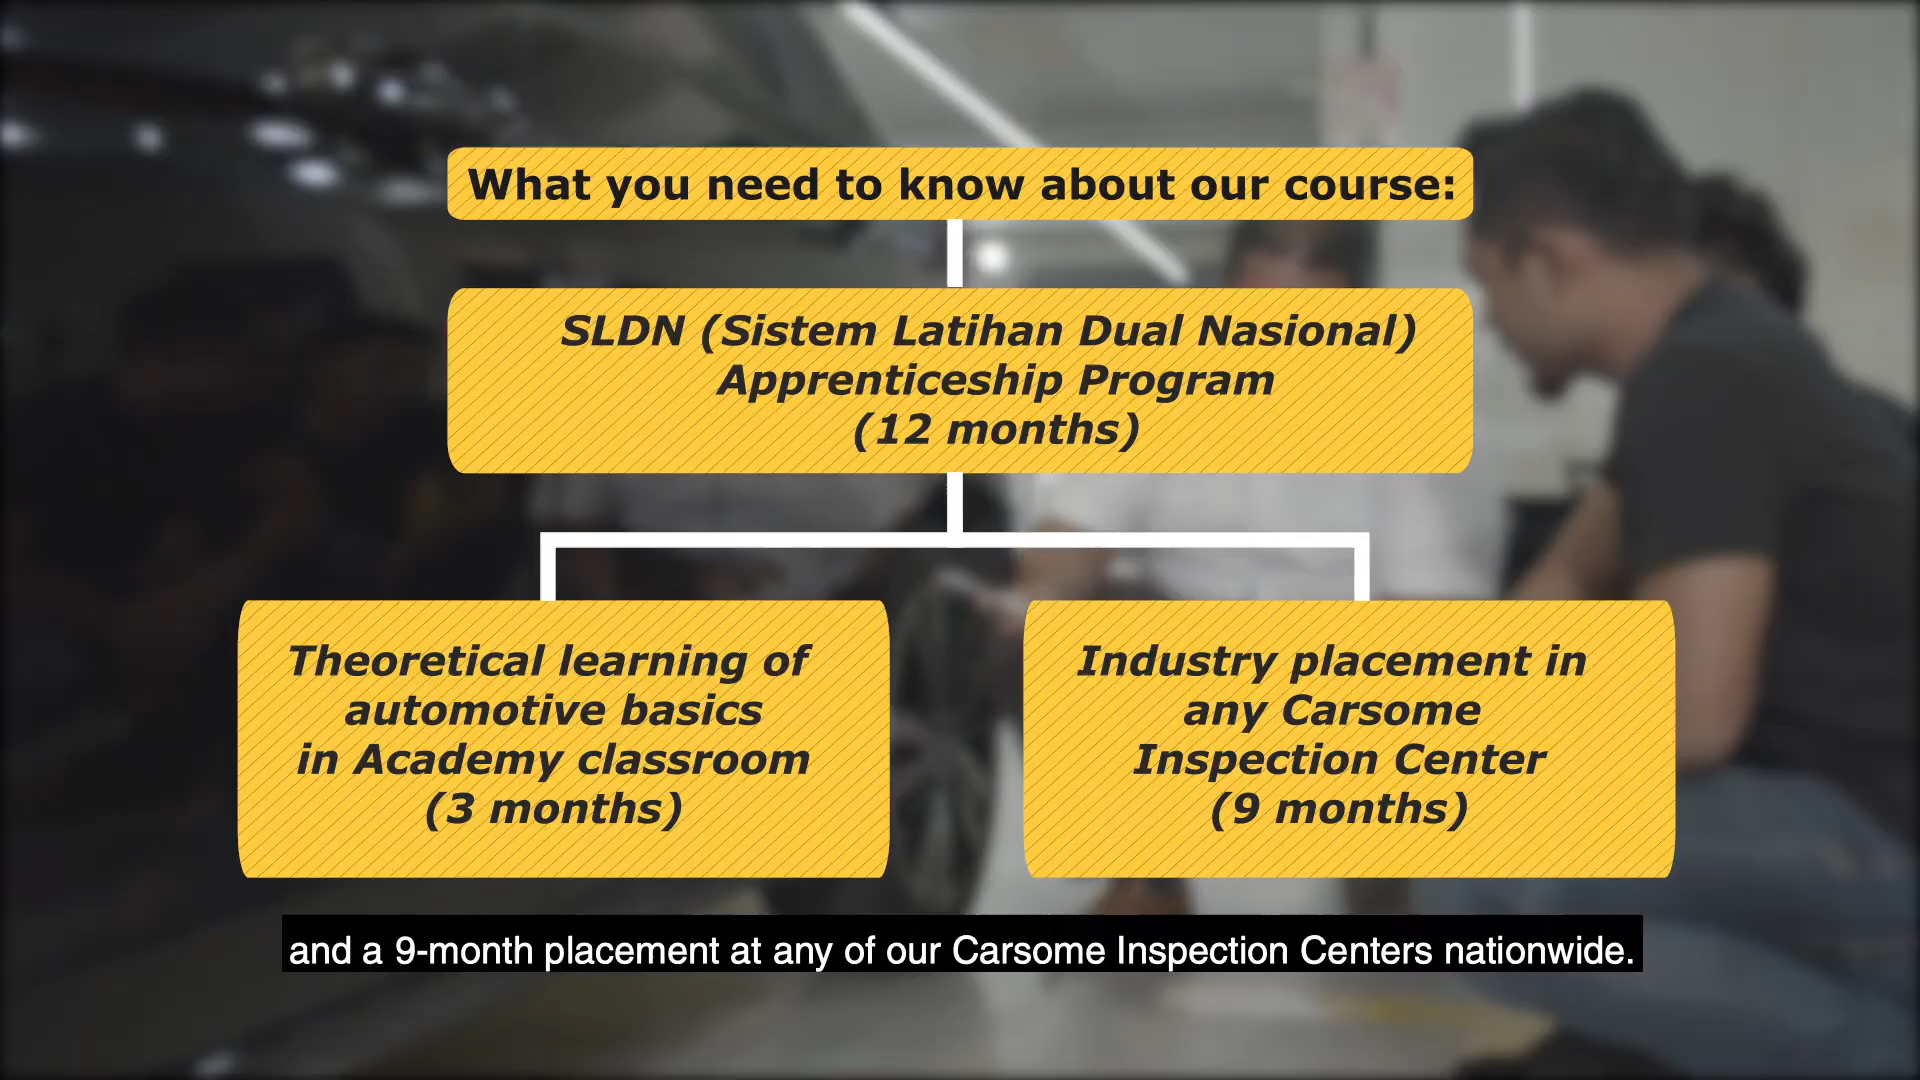 What you need to know about our course:
SLDN (Sistem Latihan Dual Nasional)
Apprenticeship Program
(12 months)
Theoretical learning of
automotive basics
in Academy classroom
(3 months)
Industry placement in
any Carsome
Inspection Center
(9 months)
and a 9-month placement at any of our Carsome Inspection Centers nationwide.